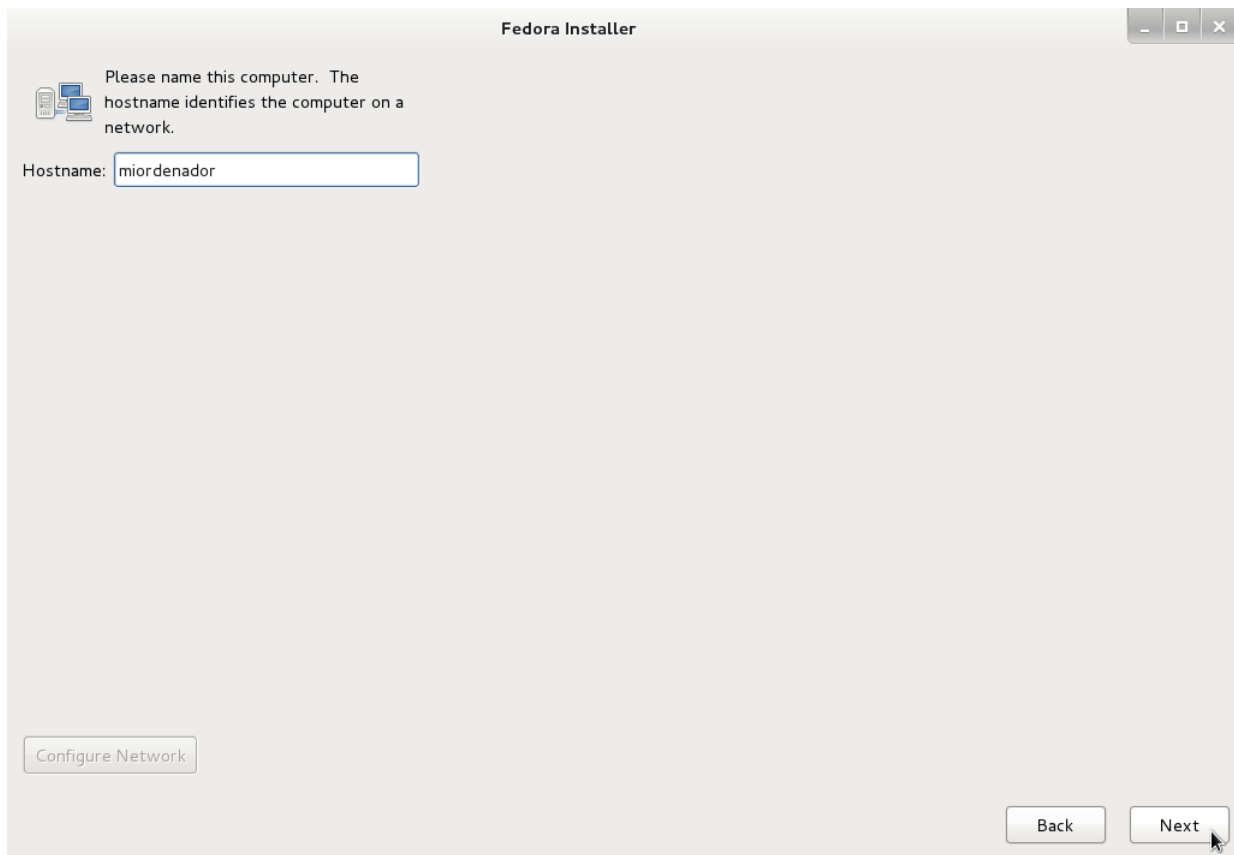 Fedora Installer
Please name this computer.  The
hostname identifies the computer on a
network.
Hostname: miordenador
Configure Network
Back Next